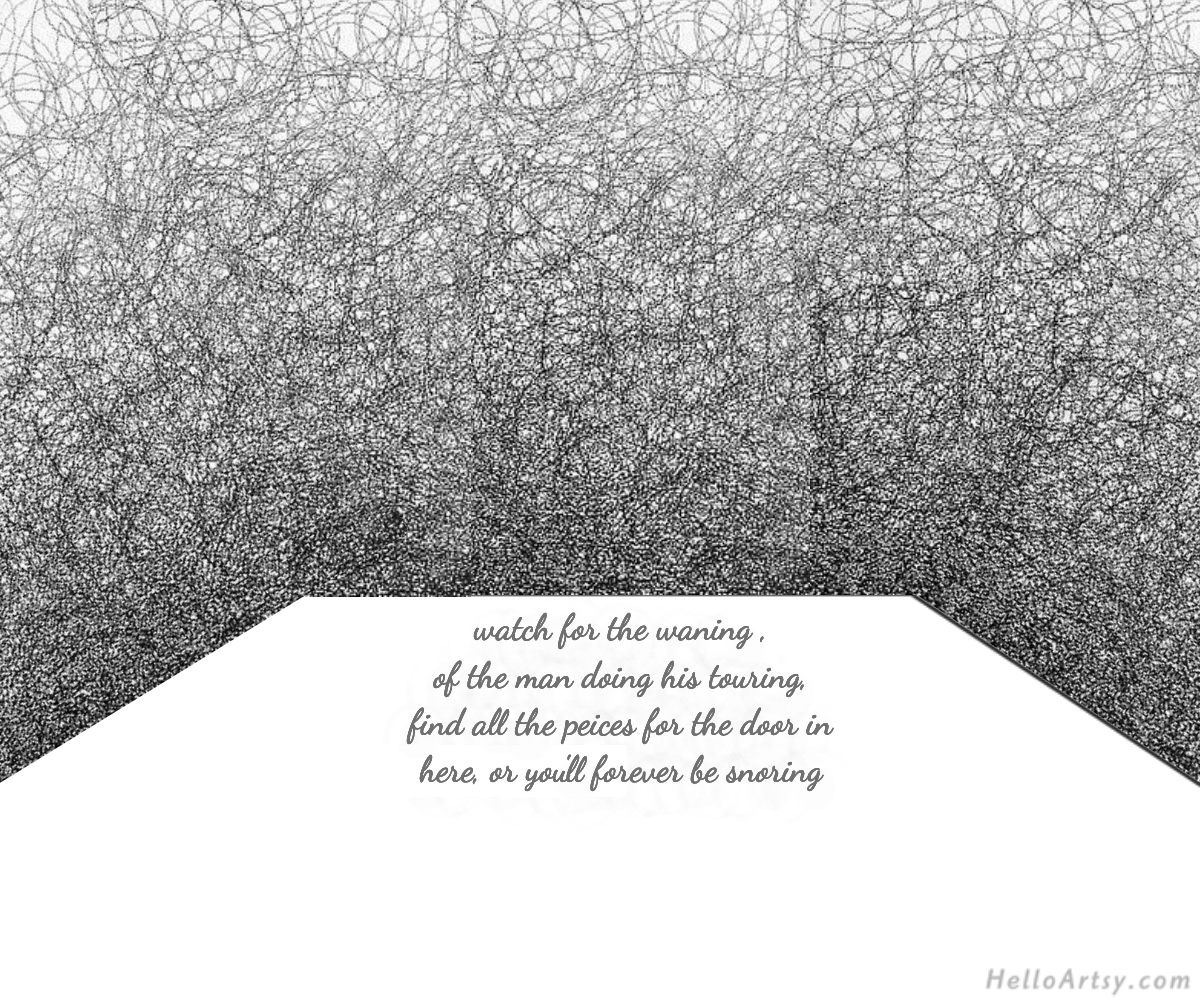 watch for the waning ,
of the man doing his touring,
find all the peices for the door in
here, or you'll forever be snoring
HelloArtsy.com